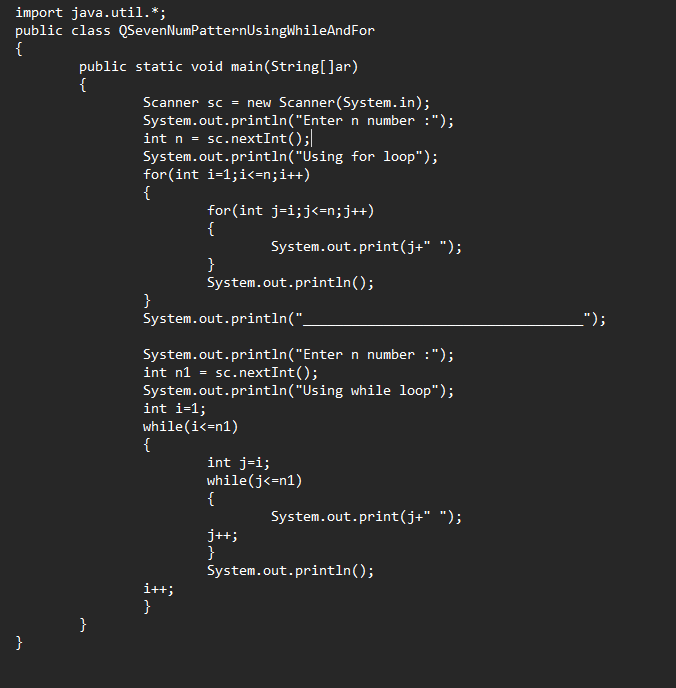 import java.util.*;
public class QSevenNumPatternUsingWhileAndFor
{
public static void main(String[]ar)
{
Scanner sc = new Scanner(System.in);
System.out.println("Enter n number :");
int n = sc.nextInt();
System.out.println("Using for loop");
for(int i=1;i<=n;i++)
{
for(int j=i;j<=n;j++)
{
System.out.print(j+" ");
}
System.out.println();
}
System.out.println("___________________________________");
System.out.println("Enter n number :");
int n1 = sc.nextInt();
System.out.println("Using while loop");
int i=1;
while(i<=n1)
{
int j=i;
while(j<=n1)
{
System.out.print(j+" ");
j++;
}
System.out.println();
i++;
}
}
}